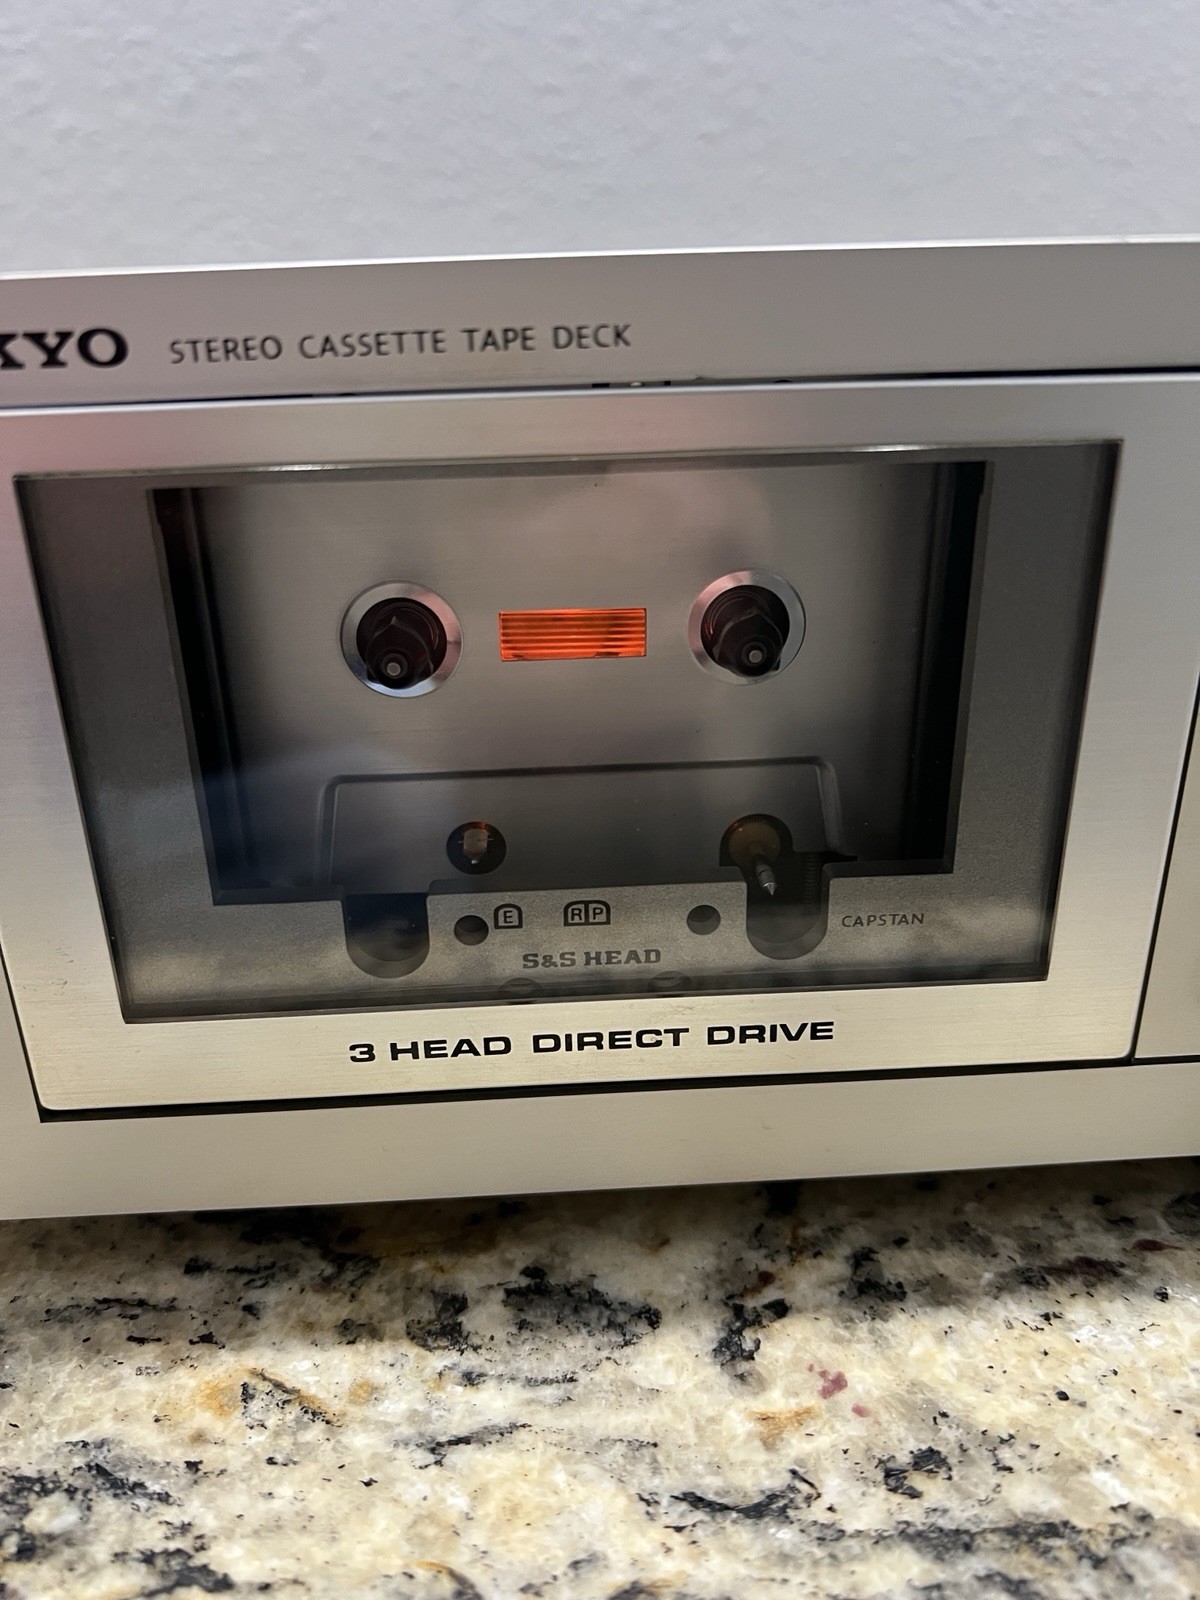 KYO STEREO CASSETTE TAPE DECK
E RP
CAPSTAN
S&S HEAD
3 HEAD DIRECT DRIVE